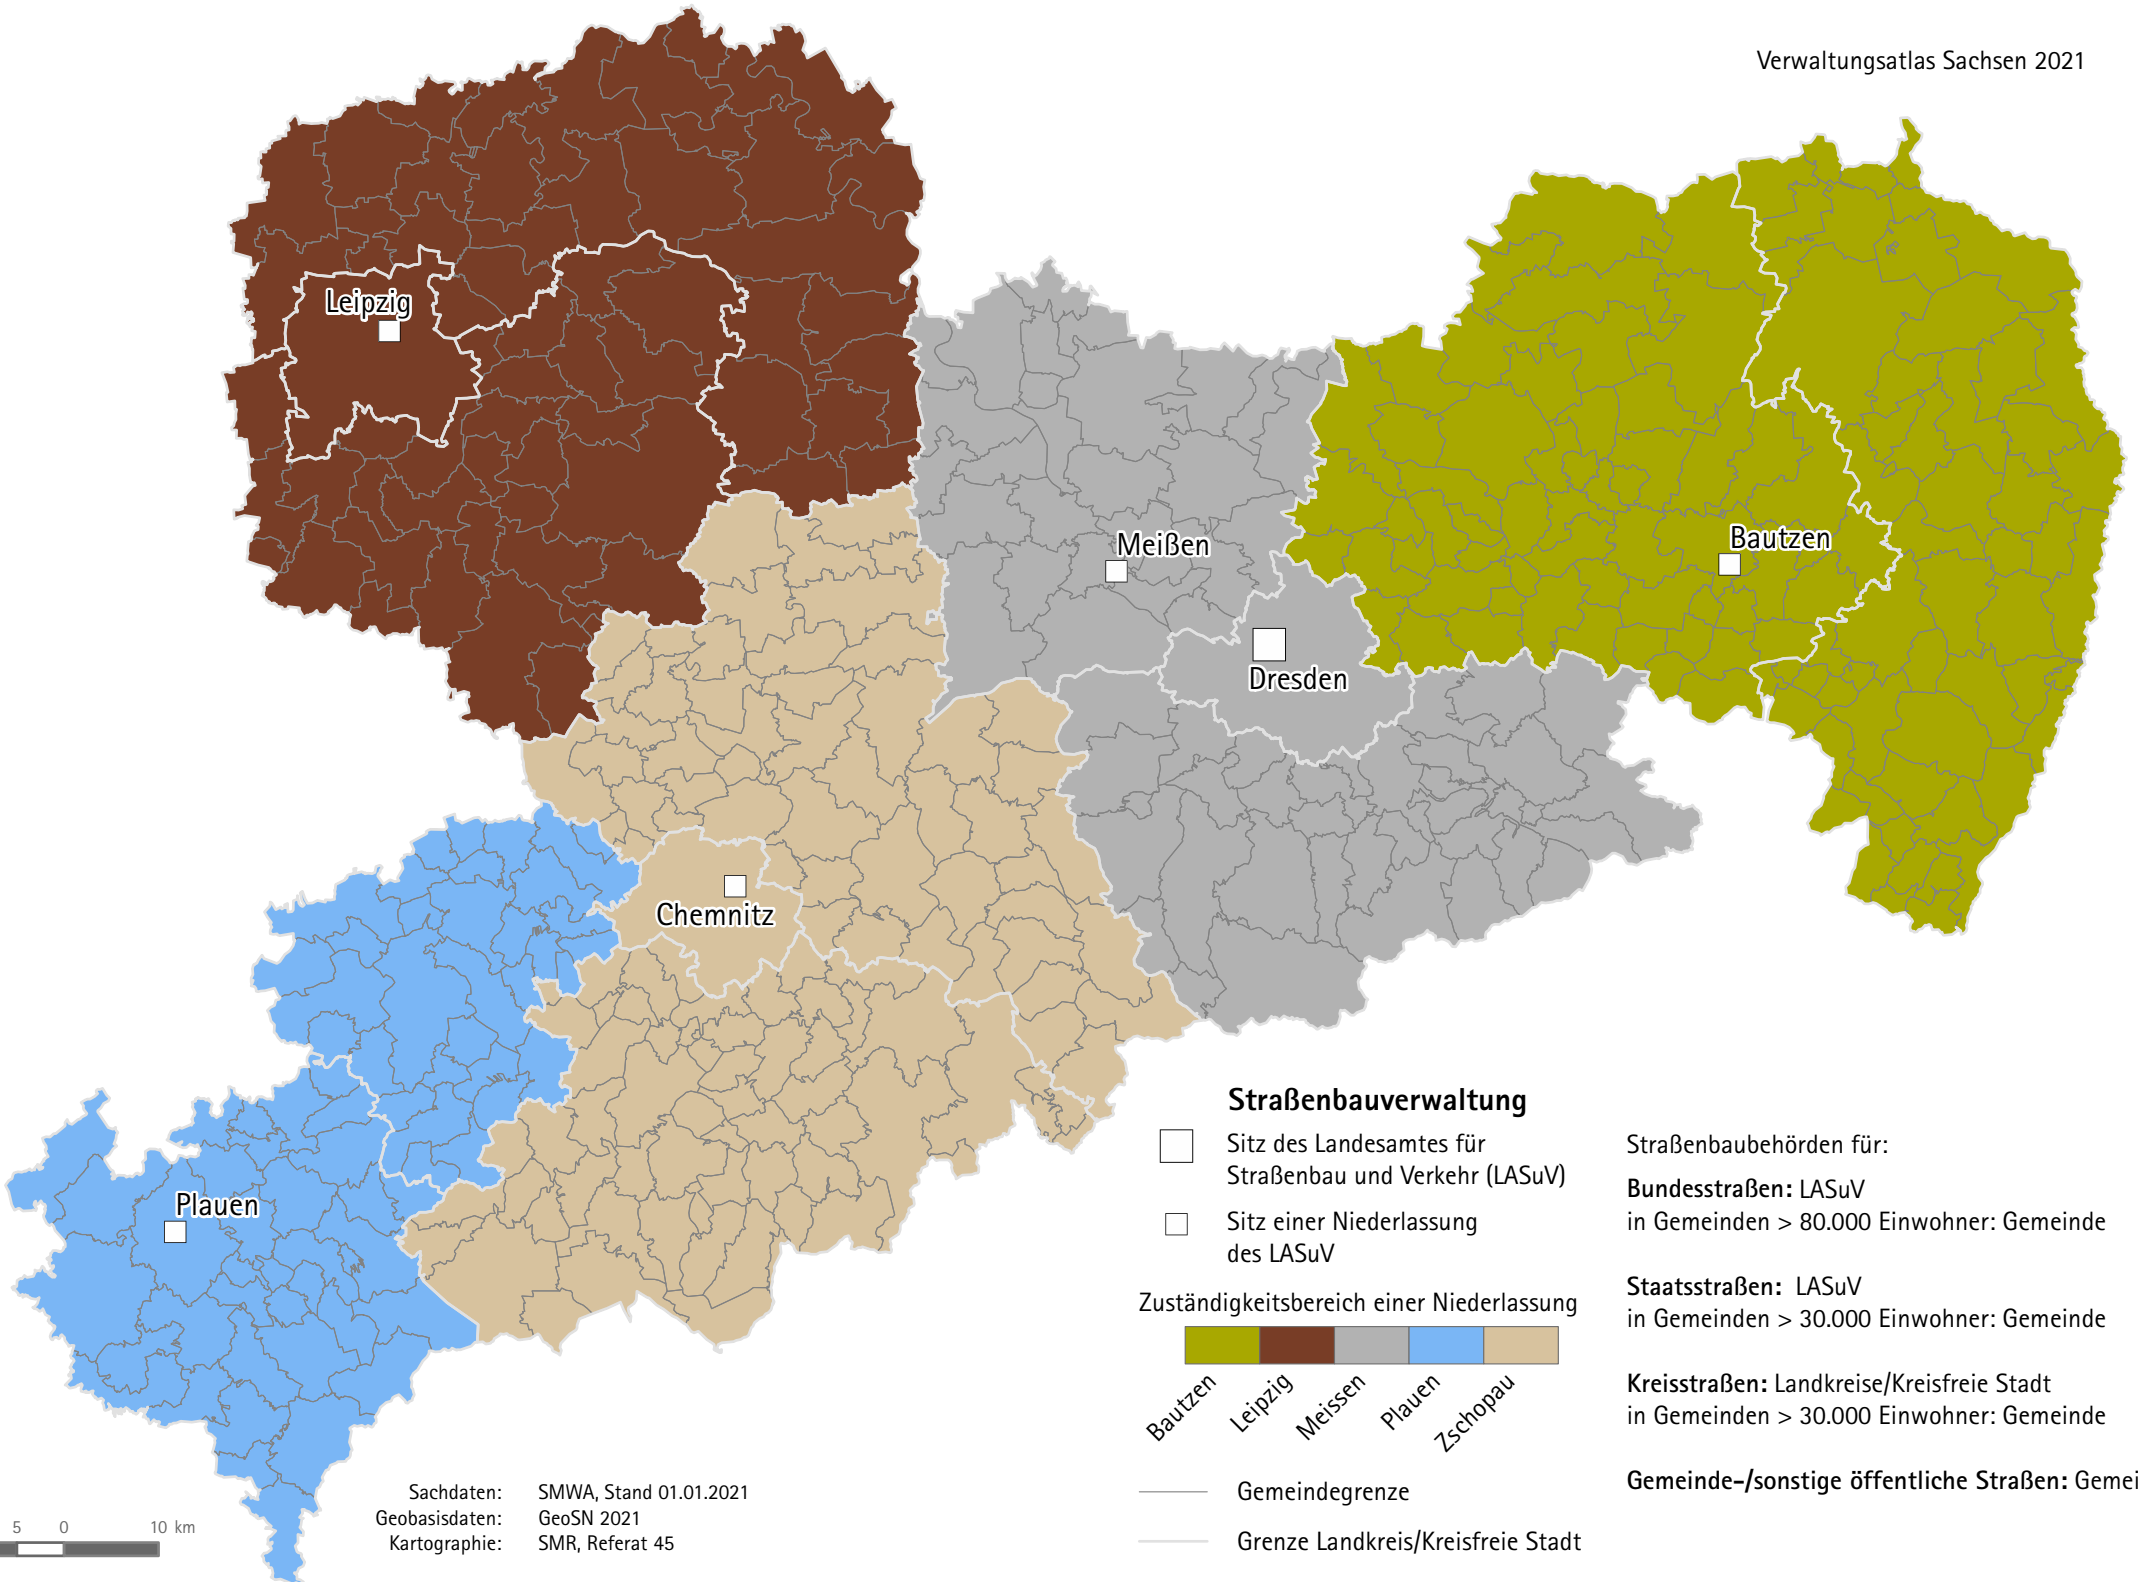 Verwaltungsatlas Sachsen 2021
Leipzig
Meißen
Bautzen
Dresden
Chemnitz
Plauen
Straßenbauverwaltung
Sitz des Landesamtes für
Straßenbau und Verkehr (LASuV)
Sitz einer Niederlassung
des LASuV
Zuständigkeitsbereich einer Niederlassung
Bautzen
Leipzig
Meissen
Plauen
Zschopau
Gemeindegrenze
Grenze Landkreis/Kreisfreie Stadt
Straßenbaubehörden für:
Bundesstraßen: LASuV
in Gemeinden > 80.000 Einwohner: Gemeinde
Staatsstraßen: LASuV
in Gemeinden > 30.000 Einwohner: Gemeinde
Kreisstraßen: Landkreise/Kreisfreie Stadt
in Gemeinden > 30.000 Einwohner: Gemeinde
Gemeinde-/sonstige öffentliche Straßen: Gemei
Sachdaten: SMWA, Stand 01.01.2021
Geobasisdaten: GeoSN 2021
Kartographie: SMR, Referat 45
5 0 10 km